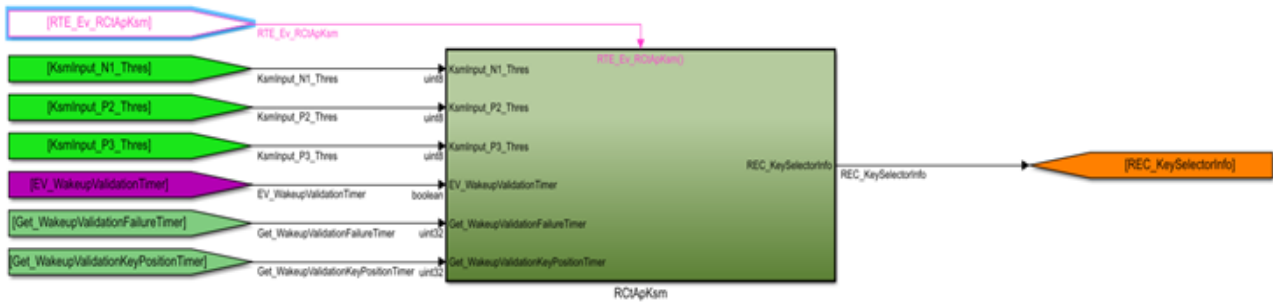 [RTE_Ev_RCtApKsm]
RTE_Ev_RCtApKsm
RTE_Ev_RCtApKsm()
[KsmInput_N1_Thres]
KsmInput_N1_Thres
uint8
KsmInput_N1_Thres
[KsmInput_P2_Thres]
KsmInput_P2_Thres
uint8
KsmInput_P2_Thres
[KsmInput_P3_Thres]
KsmInput_P3_Thres
uint8
KsmInput_P3_Thres
REC_KeySelectorInfo
REC_KeySelectorInfo
[REC_KeySelectorInfo]
[EV_WakeupValidationTimer]
EV_WakeupValidationTimer
boolean
EV_WakeupValidationTimer
[Get_WakeupValidationFailureTimer]
Get_WakeupValidationFailureTimer
uint32
Get_WakeupValidationFailureTimer
[Get_WakeupValidationKeyPositionTimer]
Get_WakeupValidationKeyPositionTimer
uint32
Get_WakeupValidationKeyPositionTimer
RCtApKsm